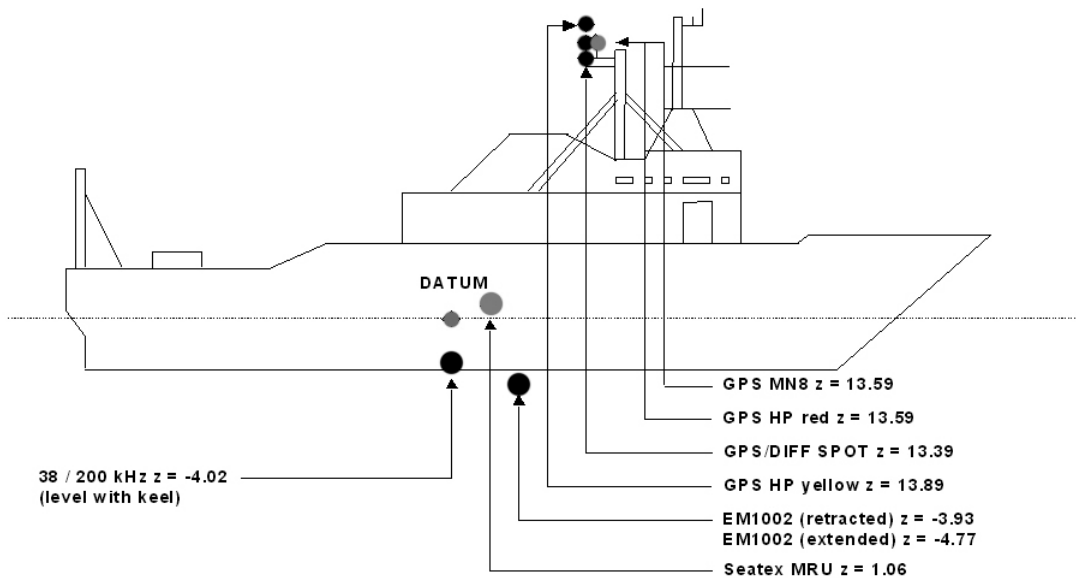 DATUM
GPS MN8 z = 13.59
GPS HP red z = 13.59
GPS/DIFF SPOT z = 13.39
38 / 200 kHz z = -4.02
(level with keel)
GPS HP yellow z = 13.89
EM1002 (retracted) z = -3.93
EM1002 (extended) z = -4.77
Seatex MRU z = 1.06